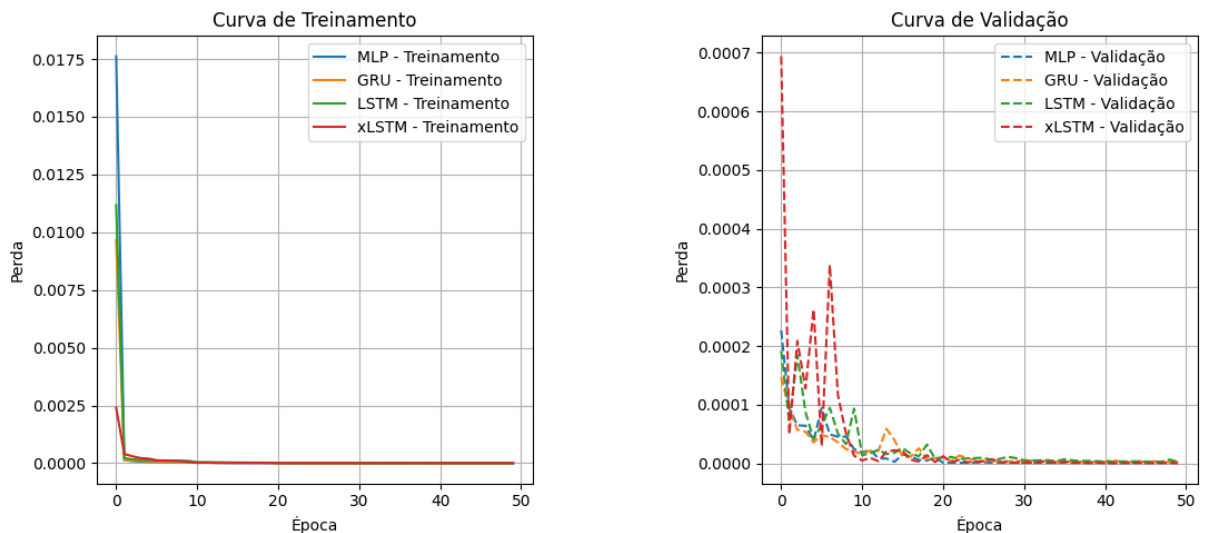 Curva de Treinamento
0.0175
0.0150
0.0125
0.0100
0.0075
0.0050
0.0025
0.0000
Perda
0 10 20 30 40 50
Época
MLP - Treinamento
GRU - Treinamento
LSTM - Treinamento
xLSTM - Treinamento
Curva de Validação
0.0007
0.0006
0.0005
0.0004
0.0003
0.0002
0.0001
0.0000
Perda
0 10 20 30 40 50
Época
MLP - Validação
GRU - Validação
LSTM - Validação
xLSTM - Validação